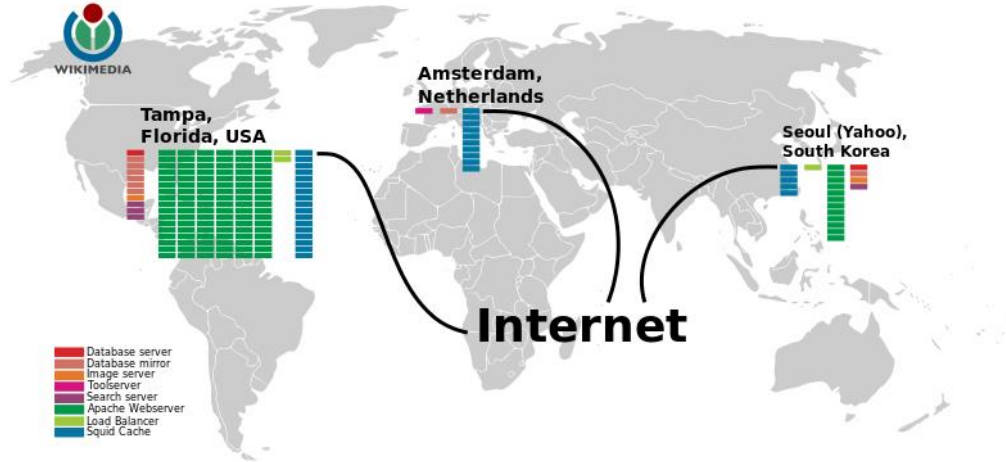 WIKIMEDIA
Tampa,
Florida, USA
Amsterdam,
Netherlands
Seoul (Yahoo),
South Korea
Internet
Database server
Database mirror
Image server
Toolserver
Search server
Apache Webserver
Load Balancer
Squid Cache